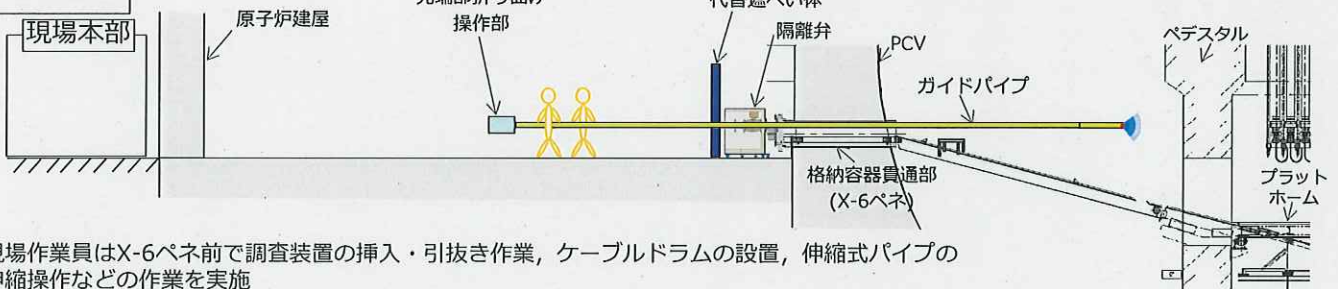 現場本部
原子炉建屋
操作部
代替遮へい体
隔離弁
PCV
ペデスタル
ガイドパイプ
格納容器貫通部
(X-6ペネ)
プラット
ホーム
現場作業員はX-6ペネ前で調査装置の挿入・引抜き作業，ケーブルドラムの設置，伸縮式パイプの
伸縮操作などの作業を実施